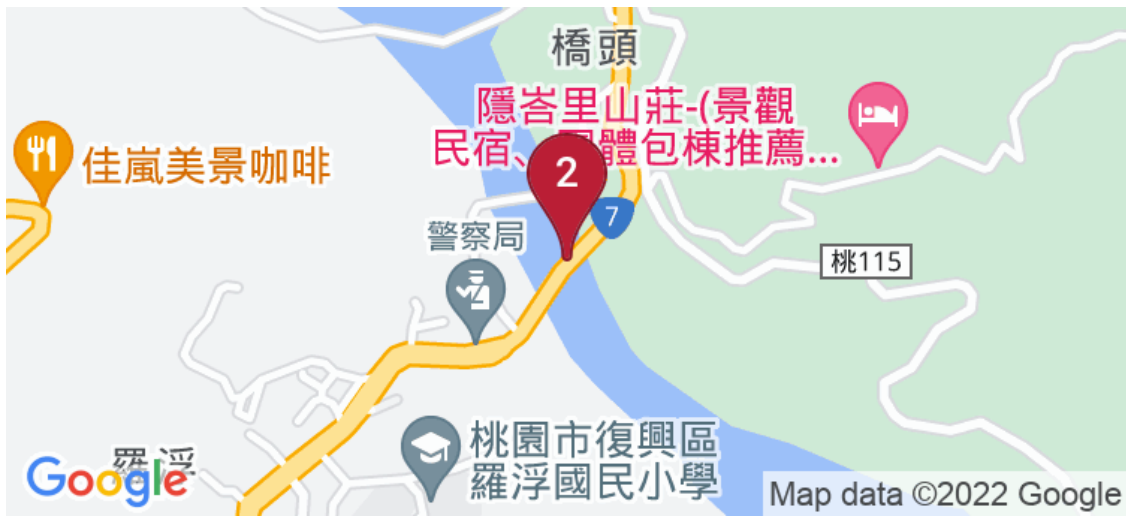 橋頭
隱峇里山莊-(景觀
民宿、團體包棟推薦...
佳嵐美景咖啡
2
7
警察局
桃115
桃園市復興區
羅浮國民小學
羅浮
Google
Map data ©2022 Google